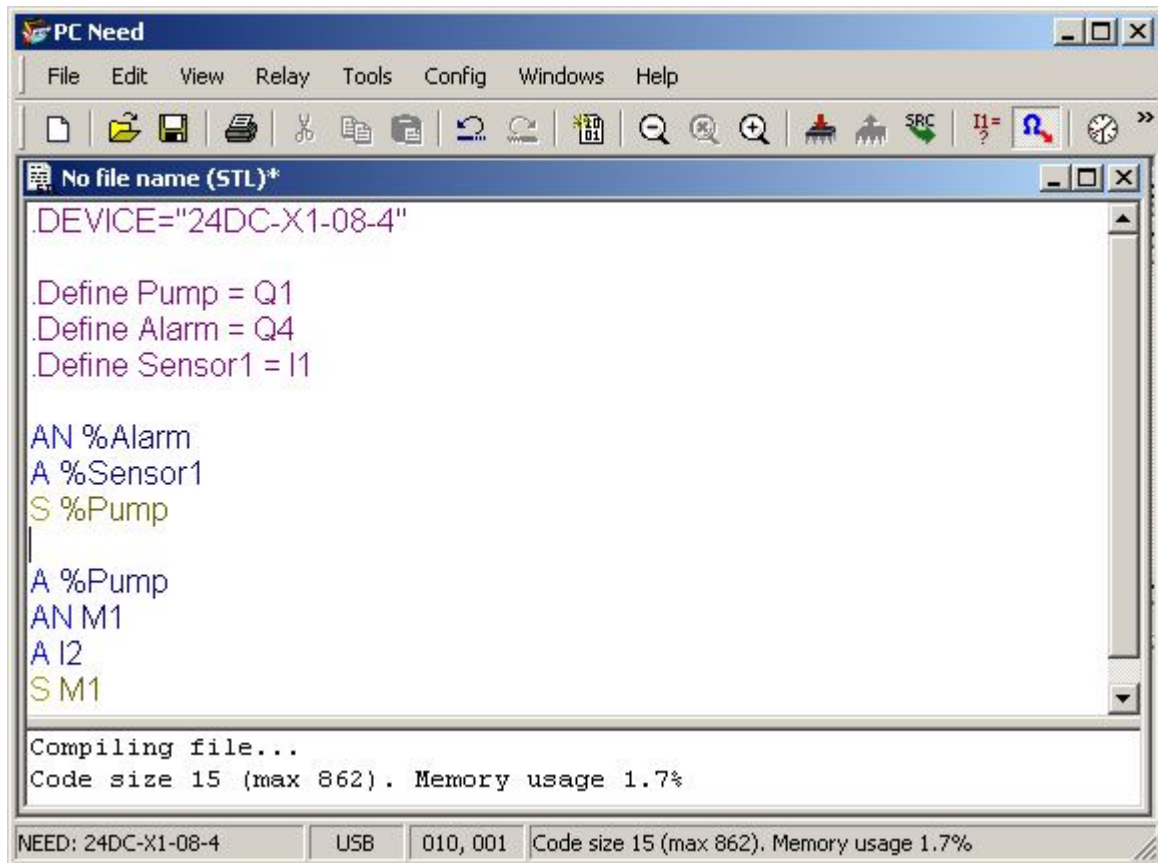 PC Need
File Edit View Relay Tools Config Windows Help
SRC I1= ? Ω »
No file name (STL)*
.DEVICE="24DC-X1-08-4"
.Define Pump = Q1
.Define Alarm = Q4
.Define Sensor1 = I1
AN %Alarm
A %Sensor1
S %Pump
A %Pump
AN M1
A I2
S M1
Compiling file...
Code size 15 (max 862). Memory usage 1.7%
NEED: 24DC-X1-08-4 USB 010, 001 Code size 15 (max 862). Memory usage 1.7%